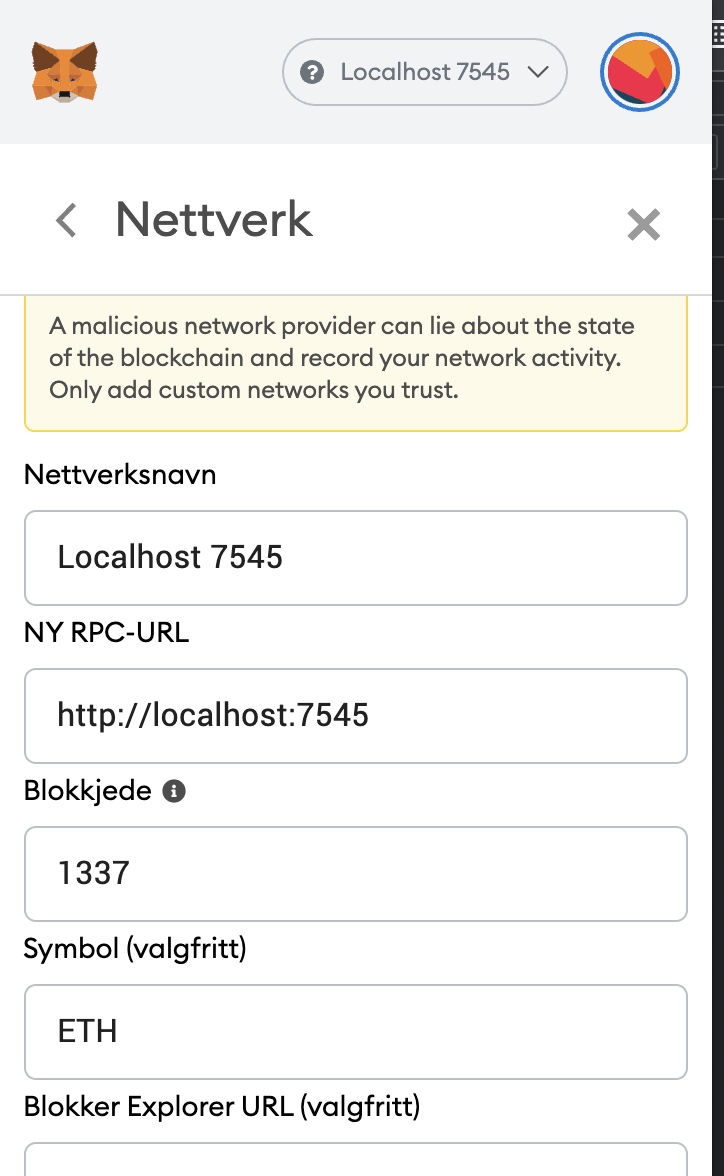 Localhost 7545
Nettverk
A malicious network provider can lie about the state
of the blockchain and record your network activity.
Only add custom networks you trust.
Nettverksnavn
Localhost 7545
NY RPC-URL
http://localhost:7545
Blokkjede
1337
Symbol (valgfritt)
ETH
Blokker Explorer URL (valgfritt)